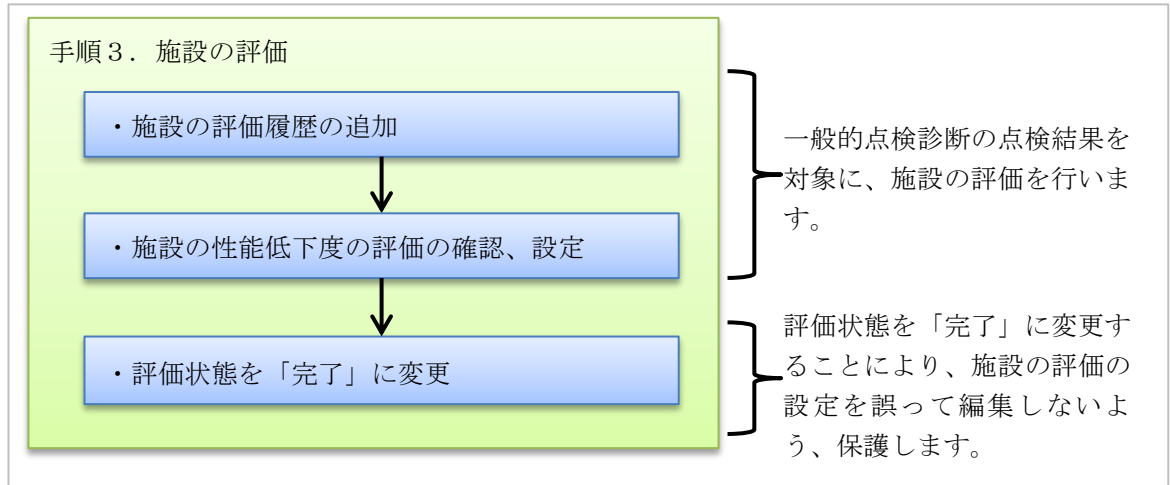 手順３．施設の評価
・施設の評価履歴の追加
・施設の性能低下度の評価の確認、設定
・評価状態を「完了」に変更
一般的点検診断の点検結果を
対象に、施設の評価を行いま
す。
評価状態を「完了」に変更す
ることにより、施設の評価の
設定を誤って編集しないよ
う、保護します。